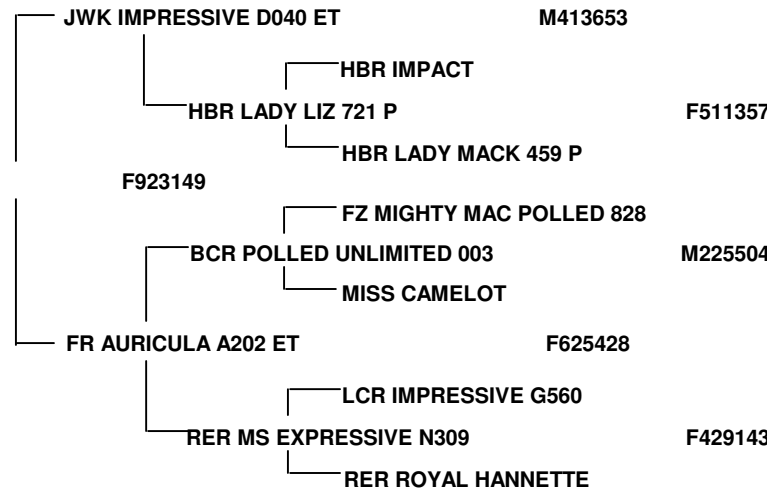 JWK IMPRESSIVE D040 ET M413653
HBR IMPACT
HBR LADY LIZ 721 P F511357
HBR LADY MACK 459 P
F923149
FZ MIGHTY MAC POLLED 828
BCR POLLED UNLIMITED 003 M225504
MISS CAMELOT
FR AURICULA A202 ET F625428
LCR IMPRESSIVE G560
RER MS EXPRESSIVE N309 F429143
RER ROYAL HANNETTE